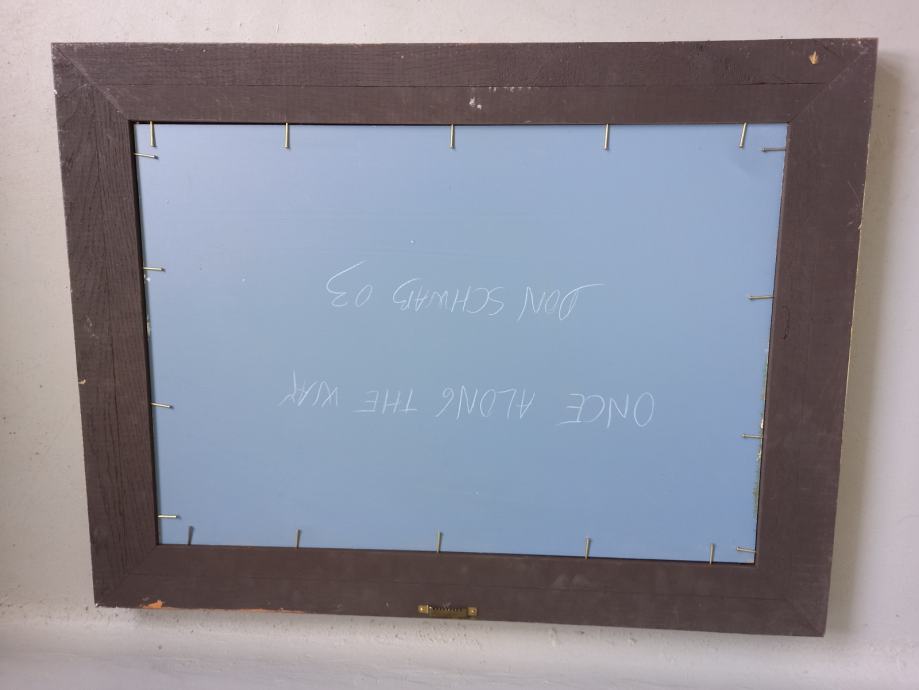 ONCE ALONG THE WAY
DON SCHWAB 03